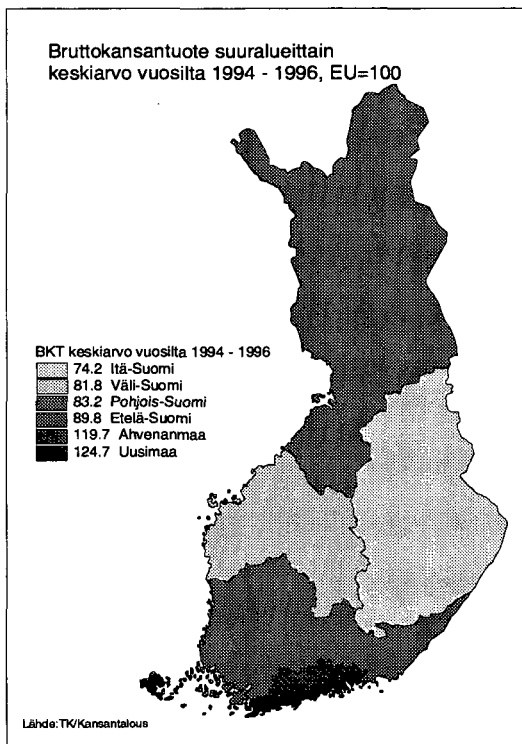 Bruttokansantuote suuralueittain
keskiarvo vuosilta 1994 - 1996, EU=100
BKT keskiarvo vuosilta 1994 - 1996
74.2 Itä-Suomi
81.8 Väli-Suomi
83.2 Pohjois-Suomi
89.8 Etelä-Suomi
119.7 Ahvenanmaa
124.7 Uusimaa
Lähde:TK/Kansantalous